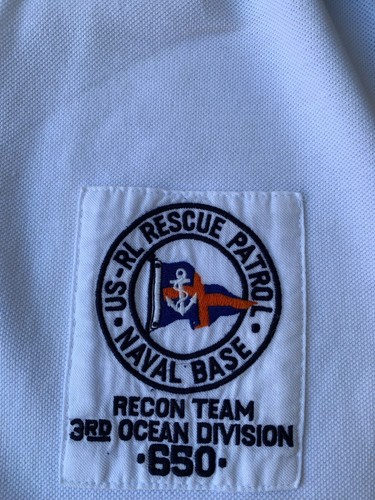 US-RL RESCUE PATROL
· NAVAL BASE ·
RECON TEAM
3RD OCEAN DIVISION
·650·